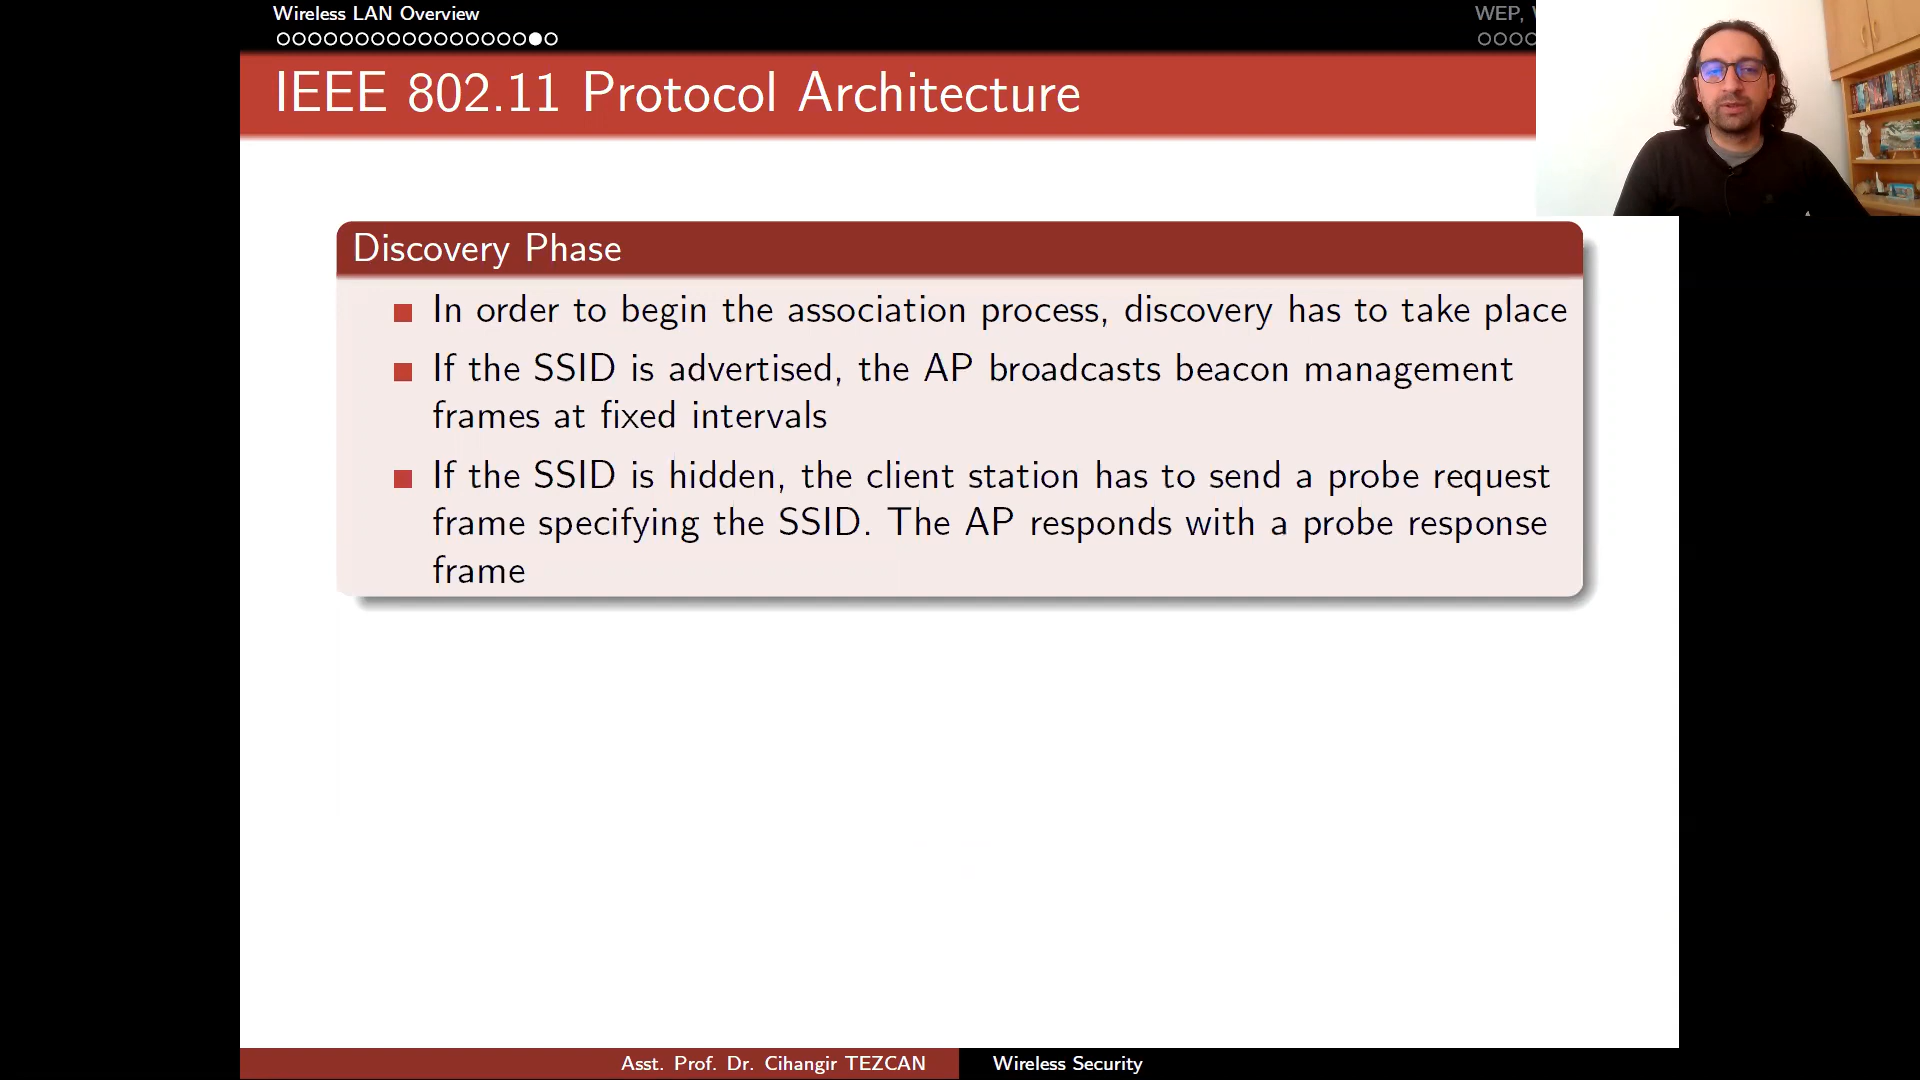 Wireless LAN Overview
WEP,
IEEE 802.11 Protocol Architecture
Discovery Phase
In order to begin the association process, discovery has to take place
If the SSID is advertised, the AP broadcasts beacon management
frames at fixed intervals
If the SSID is hidden, the client station has to send a probe request
frame specifying the SSID. The AP responds with a probe response
frame
Asst. Prof. Dr. Cihangir TEZCAN
Wireless Security